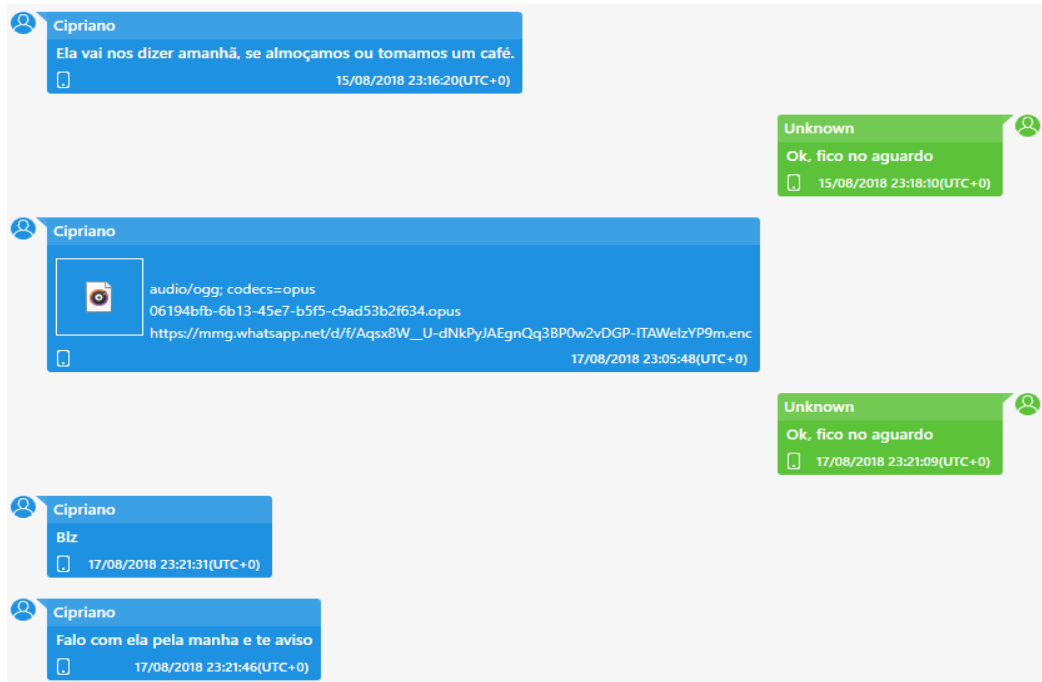 Cipriano
Ela vai nos dizer amanhã, se almoçamos ou tomamos um café.
15/08/2018 23:16:20(UTC+0)
Unknown
Ok, fico no aguardo
15/08/2018 23:18:10(UTC+0)
Cipriano
audio/ogg; codecs=opus
06194bfb-6b13-45e7-b5f5-c9ad53b2f634.opus
https://mmg.whatsapp.net/d/f/Aqsx8W__U-dNkPyJAEgnQq3BP0w2vDGP-ITAWelzYP9m.enc
17/08/2018 23:05:48(UTC+0)
Unknown
Ok, fico no aguardo
17/08/2018 23:21:09(UTC+0)
Cipriano
Blz
17/08/2018 23:21:31(UTC+0)
Cipriano
Falo com ela pela manha e te aviso
17/08/2018 23:21:46(UTC+0)